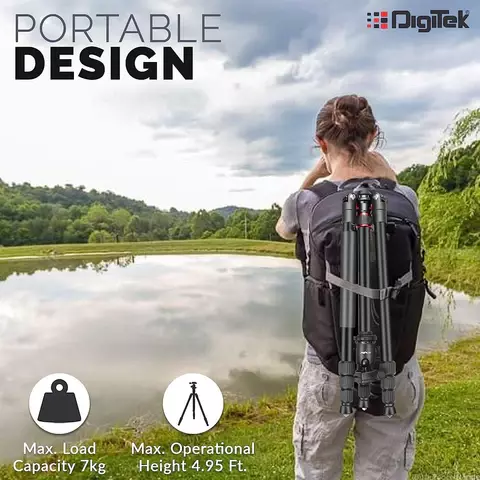 PORTABLE
DESIGN
DIGITEK
Max. Load
Capacity 7kg
Max. Operational
Height 4.95 Ft.